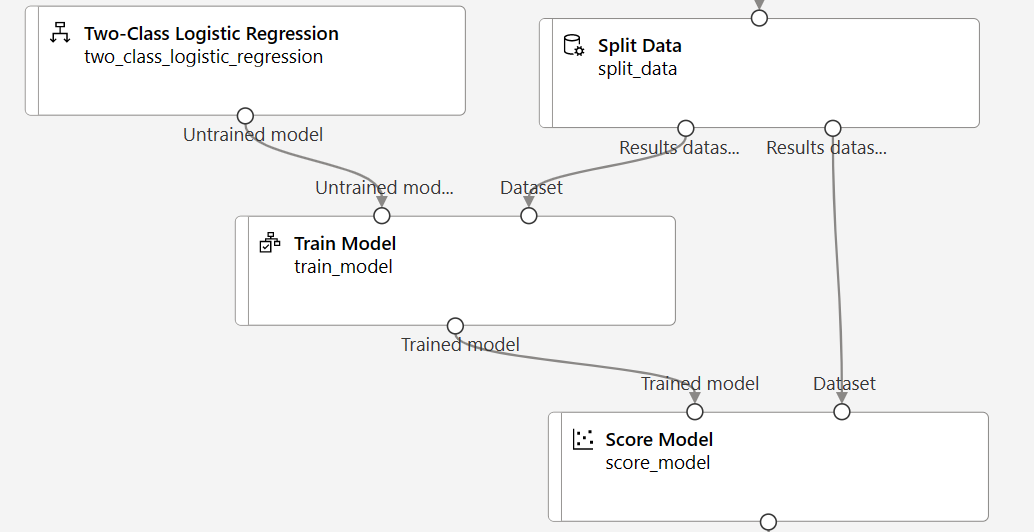 Two-Class Logistic Regression
two_class_logistic_regression
Untrained model
Split Data
split_data
Results datas...
Results datas...
Untrained mod...
Dataset
Train Model
train_model
Trained model
Trained model
Dataset
Score Model
score_model